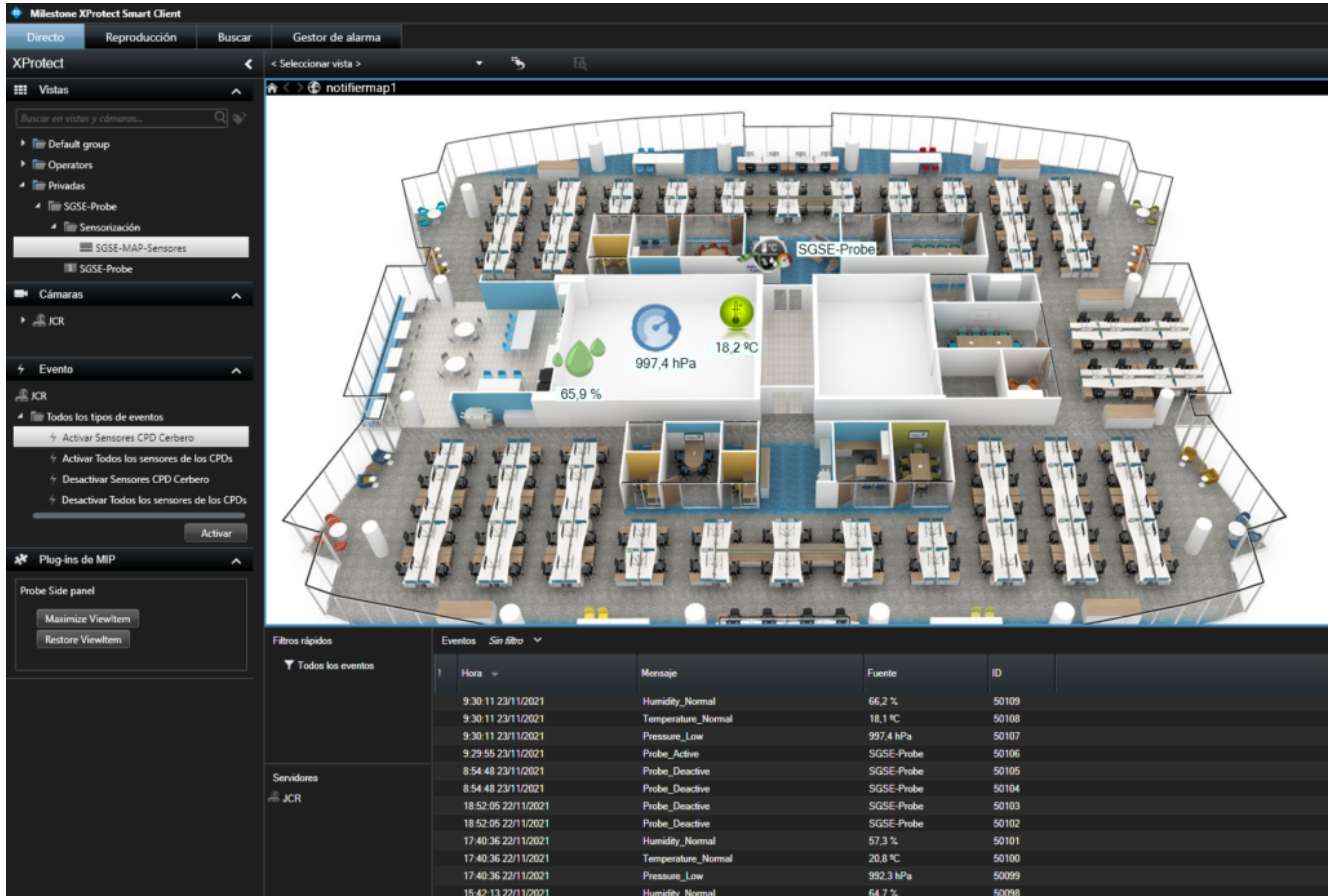 Milestone XProtect Smart Client
Directo Reproducción Buscar Gestor de alarma
XProtect
< Seleccionar vista >
Vistas
notifiermap1
Buscar en vistas y cámaras...
Default group
Operators
Privadas
SGSE-Probe
Sensorización
SGSE-MAP-Sensores
SGSE-Probe
Cámaras
JCR
Evento
JCR
Todos los tipos de eventos
Activar Sensores CPD Cerbero
Activar Todos los sensores de los CPDs
Desactivar Sensores CPD Cerbero
Desactivar Todos los sensores de los CPDs
Activar
Plug-ins de MIP
Probe Side panel
Maximize ViewItem
Restore ViewItem
SGSE-Probe
18,2 ºC
997,4 hPa
65,9 %
Filtros rápidos
Todos los eventos
Servidores
JCR
Eventos Sin filtro
! Hora Mensaje Fuente ID
9:30:11 23/11/2021 Humidity_Normal 66,2 % 50109
9:30:11 23/11/2021 Temperature_Normal 18,1 ºC 50108
9:30:11 23/11/2021 Pressure_Low 997,4 hPa 50107
9:29:55 23/11/2021 Probe_Active SGSE-Probe 50106
8:54:48 23/11/2021 Probe_Deactive SGSE-Probe 50105
8:54:48 23/11/2021 Probe_Deactive SGSE-Probe 50104
18:52:05 22/11/2021 Probe_Deactive SGSE-Probe 50103
18:52:05 22/11/2021 Probe_Deactive SGSE-Probe 50102
17:40:36 22/11/2021 Humidity_Normal 57,3 % 50101
17:40:36 22/11/2021 Temperature_Normal 20,8 ºC 50100
17:40:36 22/11/2021 Pressure_Low 992,3 hPa 50099
15:42:13 22/11/2021 Humidity_Normal 64,7 % 50098